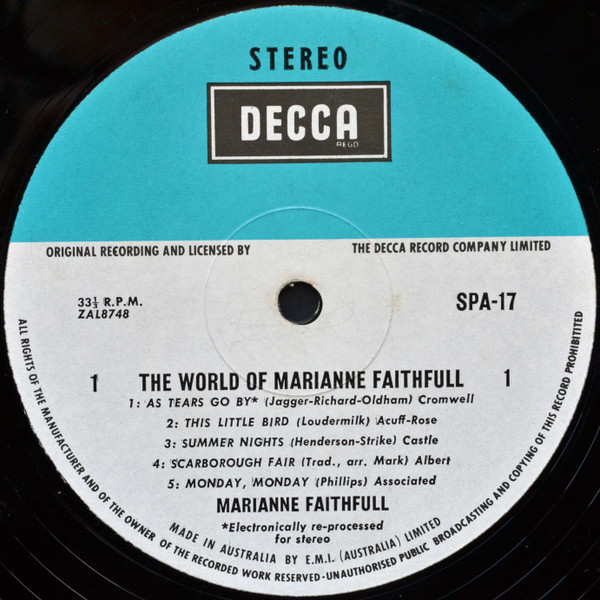 STEREO
DECCA
REGD
ORIGINAL RECORDING AND LICENSED BY THE DECCA RECORD COMPANY LIMITED
33⅓ R.P.M.
ZAL8748
SPA-17
1 THE WORLD OF MARIANNE FAITHFULL 1
1: AS TEARS GO BY* (Jagger-Richard-Oldham) Cromwell
2: THIS LITTLE BIRD (Loudermilk) Acuff-Rose
3: SUMMER NIGHTS (Henderson-Strike) Castle
4: SCARBOROUGH FAIR (Trad., arr. Mark) Albert
5: MONDAY, MONDAY (Phillips) Associated
MARIANNE FAITHFULL
*Electronically re-processed
for stereo
MADE IN AUSTRALIA BY E.M.I. (AUSTRALIA) LIMITED
ALL RIGHTS OF THE MANUFACTURER AND OF THE OWNER OF THE RECORDED WORK RESERVED-UNAUTHORISED PUBLIC BROADCASTING AND COPYING OF THIS RECORD PROHIBITITED